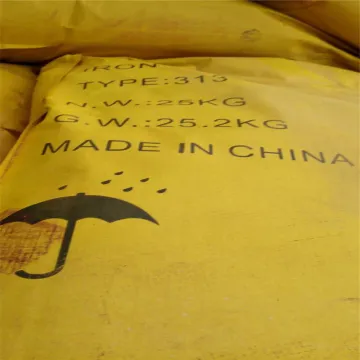 IRON
TYPE:313
N.W.:25KG
G.W.:25.2KG
MADE IN CHINA